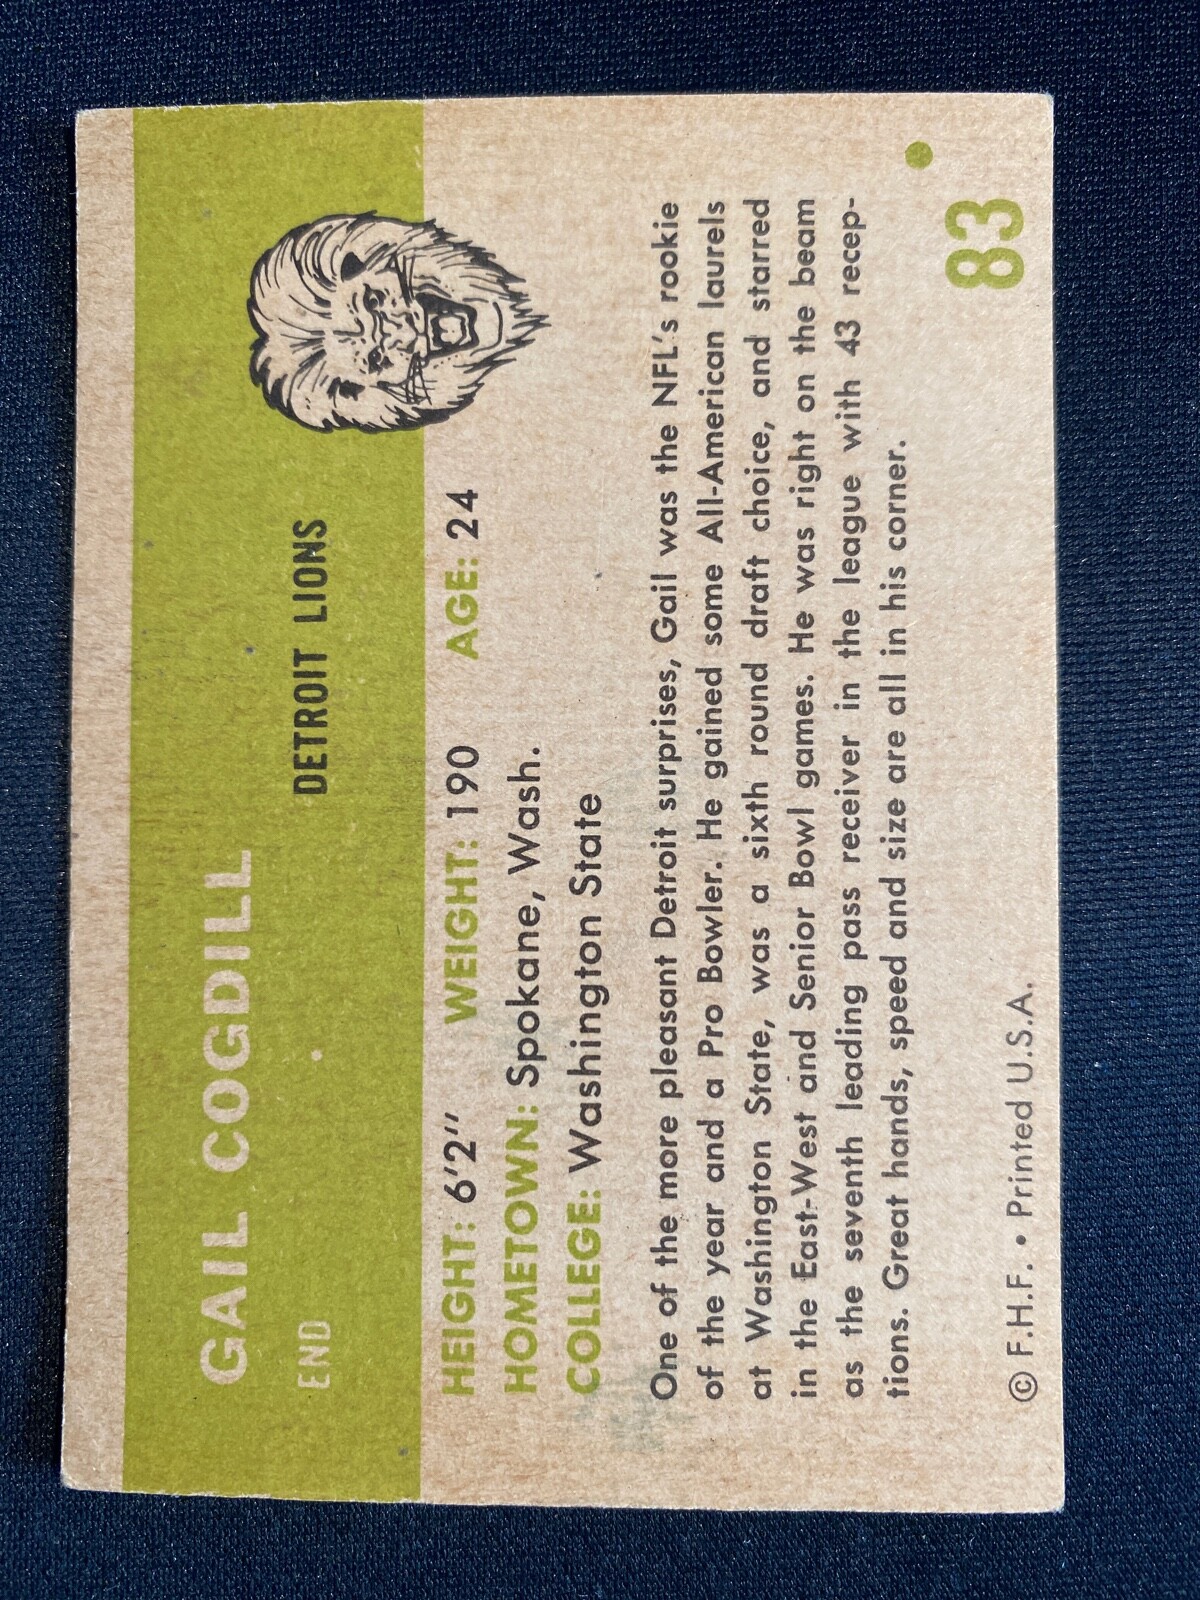 GAIL COGDILL
END DETROIT LIONS
HEIGHT: 6'2" WEIGHT: 190 AGE: 24
HOMETOWN: Spokane, Wash.
COLLEGE: Washington State
One of the more pleasant Detroit surprises, Gail was the NFL's rookie
of the year and a Pro Bowler. He gained some All-American laurels
at Washington State, was a sixth round draft choice, and starred
in the East-West and Senior Bowl games. He was right on the beam
as the seventh leading pass receiver in the league with 43 recep-
tions. Great hands, speed and size are all in his corner.
© F.H.F. • Printed U.S.A.
83